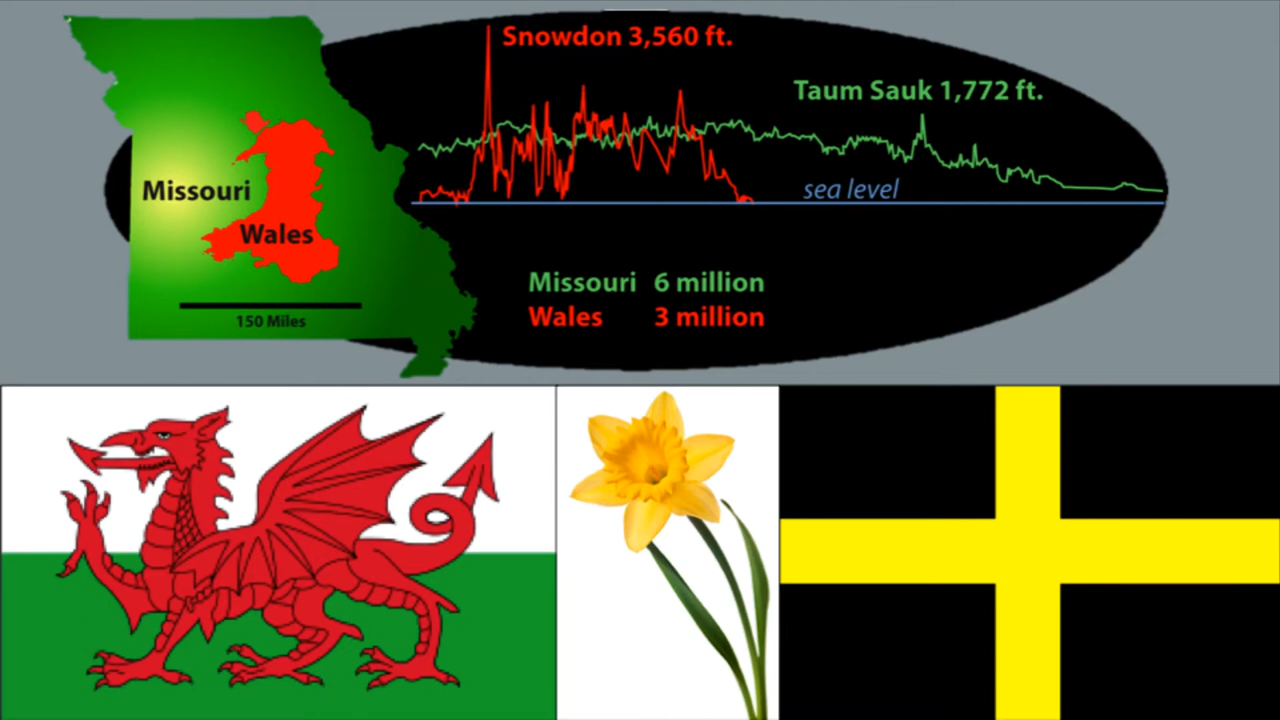 Snowdon 3,560 ft.
Taum Sauk 1,772 ft.
Missouri
sea level
Wales
Missouri 6 million
Wales 3 million
150 Miles